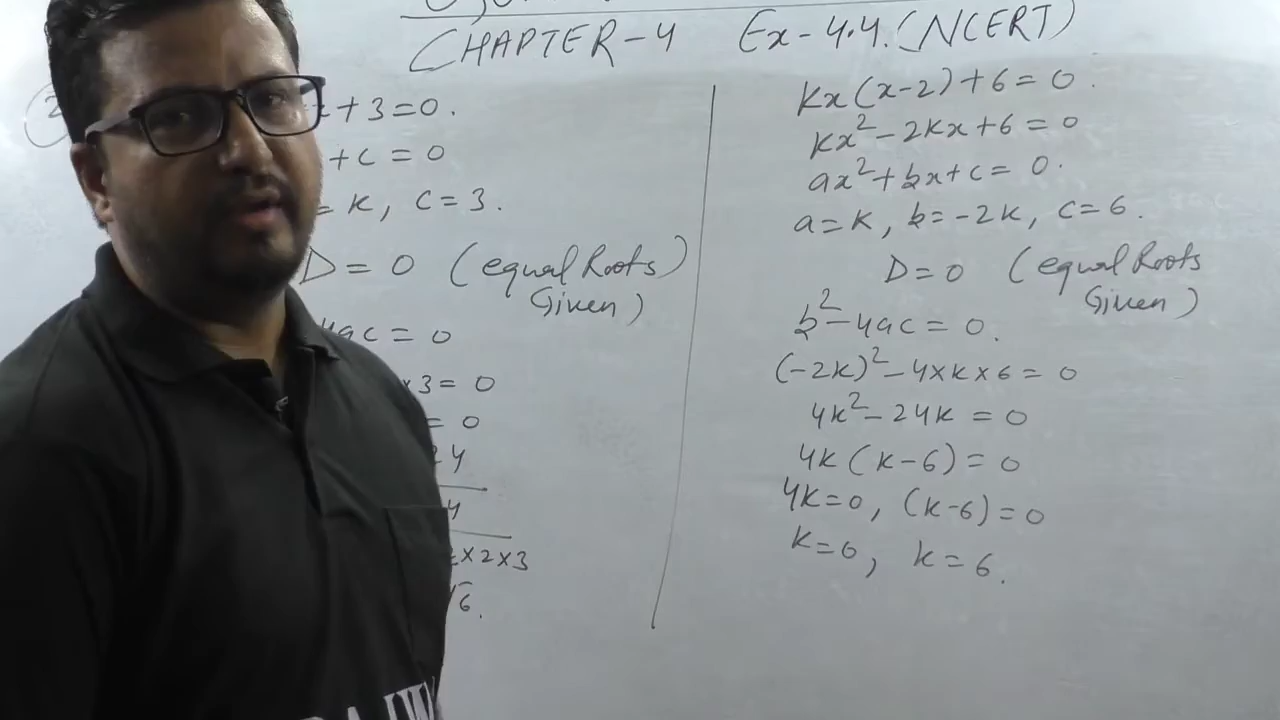 CHAPTER-4 Ex-4.4. (NCERT)
2
+ 3 = 0.
+ c = 0
= K, C = 3.
D = 0 (equal Roots
Given)
4ac = 0
x 3 = 0
= 0
24
4
x2x3
√6.
Kx(x-2)+6=0.
Kx²-2Kx+6=0
ax²+bx+c=0.
a=K, b=-2K, c=6.
D=0 (equal Roots
Given)
b²-4ac=0.
(-2K)²-4xKx6=0
4K²-24K=0
4K(K-6)=0
4K=0, (K-6)=0
K=0, K=6.